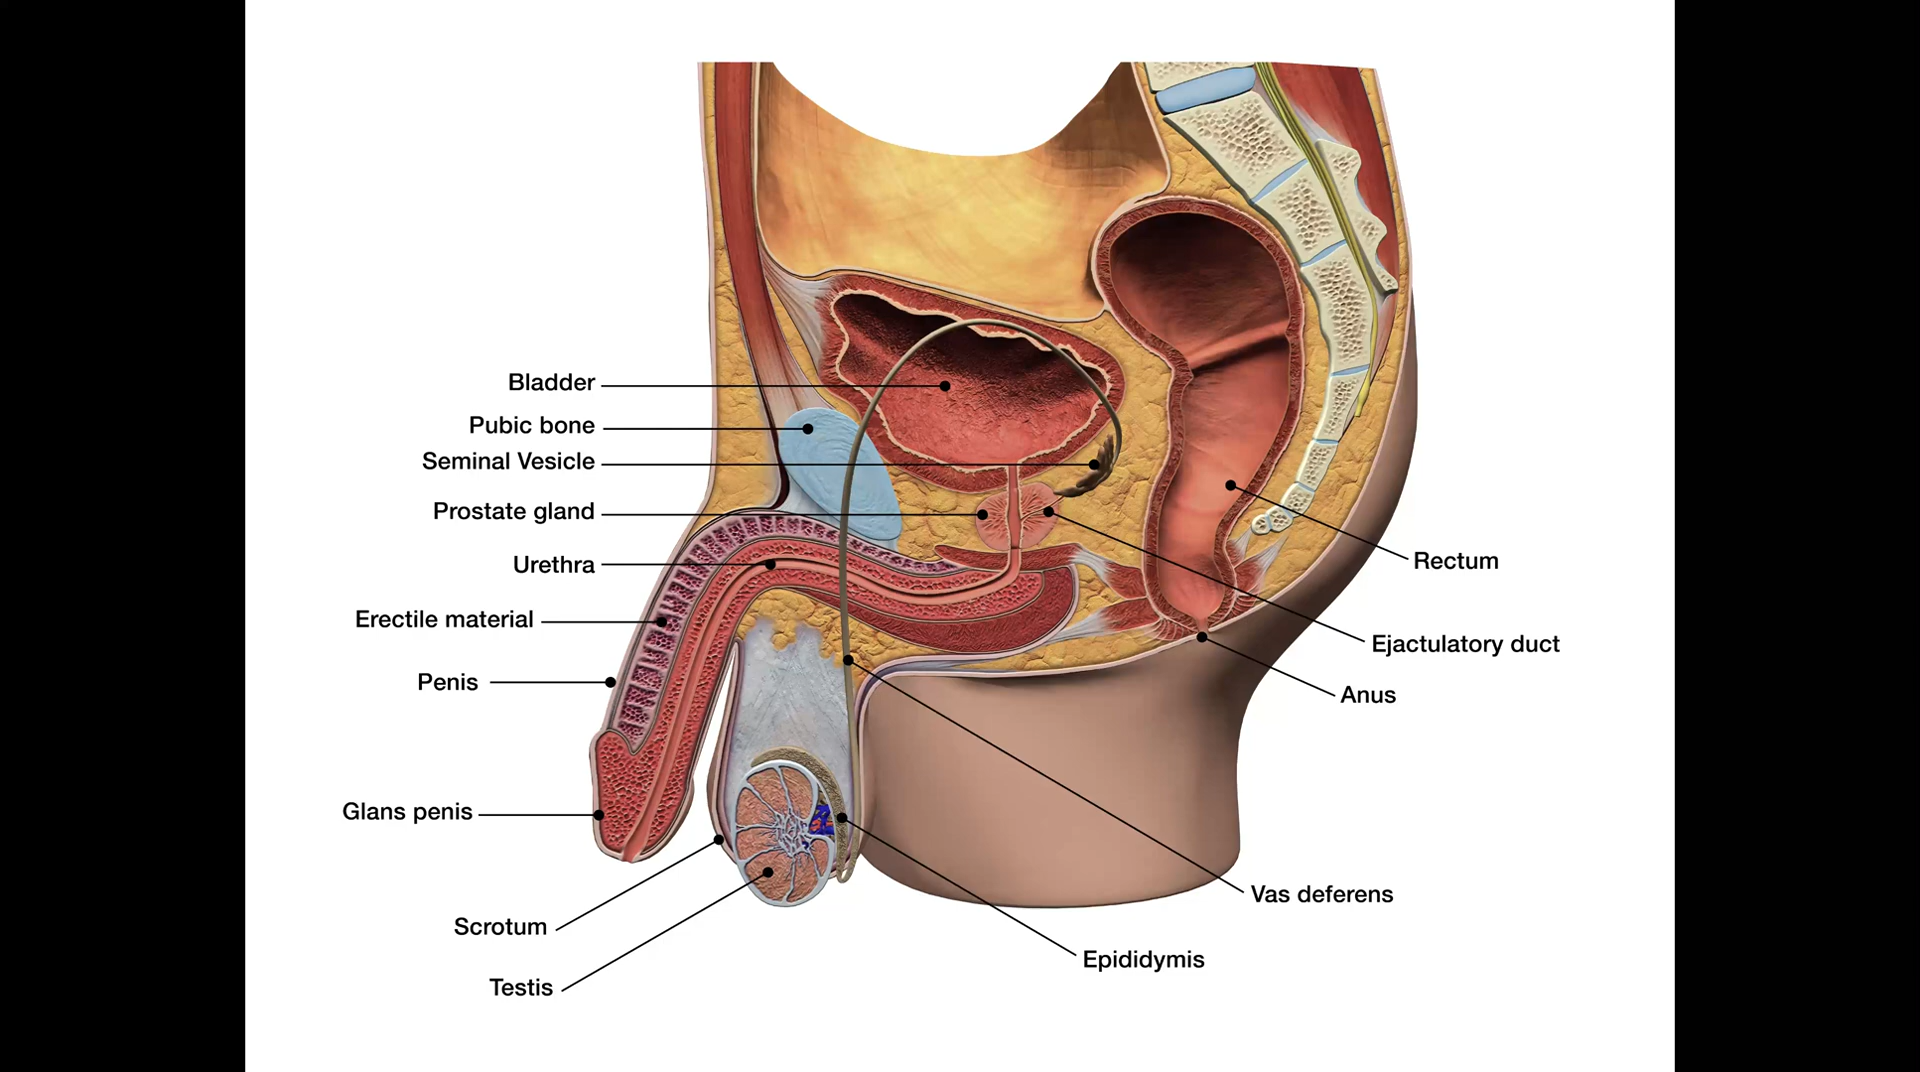 Bladder
Pubic bone
Seminal Vesicle
Prostate gland
Urethra
Erectile material
Penis
Glans penis
Scrotum
Testis
Rectum
Ejactulatory duct
Anus
Vas deferens
Epididymis